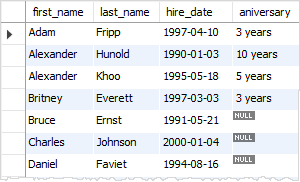 first_name last_name hire_date aniversary
Adam Fripp 1997-04-10 3 years
Alexander Hunold 1990-01-03 10 years
Alexander Khoo 1995-05-18 5 years
Britney Everett 1997-03-03 3 years
Bruce Ernst 1991-05-21 NULL
Charles Johnson 2000-01-04 NULL
Daniel Faviet 1994-08-16 NULL